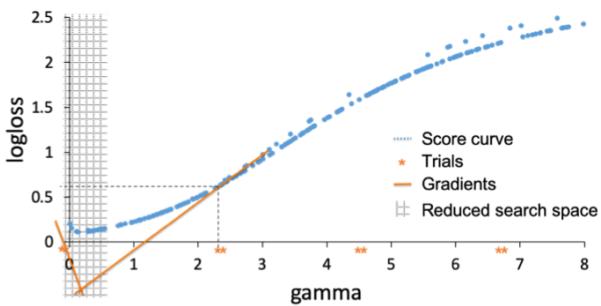 2.5
2
1.5
1
0.5
0
logloss
0 1 2 3 4 5 6 7 8
gamma
Score curve
Trials
Gradients
Reduced search space